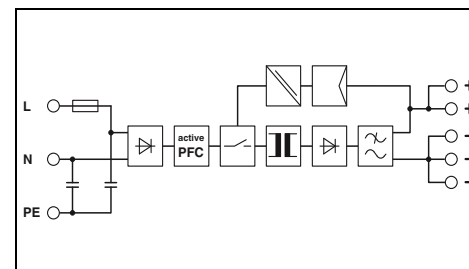 L
active
PFC
N
PE
+
+
–
–
–